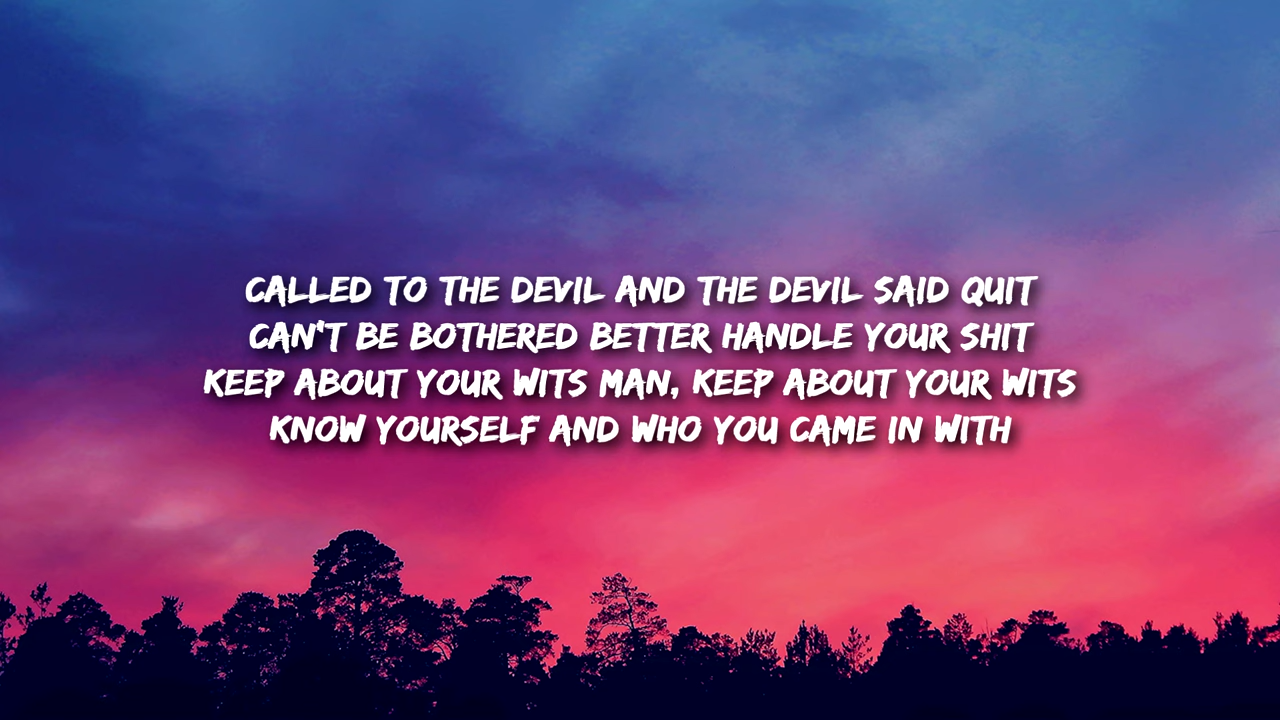 CALLED TO THE DEVIL AND THE DEVIL SAID QUIT
CAN'T BE BOTHERED BETTER HANDLE YOUR SHIT
KEEP ABOUT YOUR WITS MAN, KEEP ABOUT YOUR WITS
KNOW YOURSELF AND WHO YOU CAME IN WITH